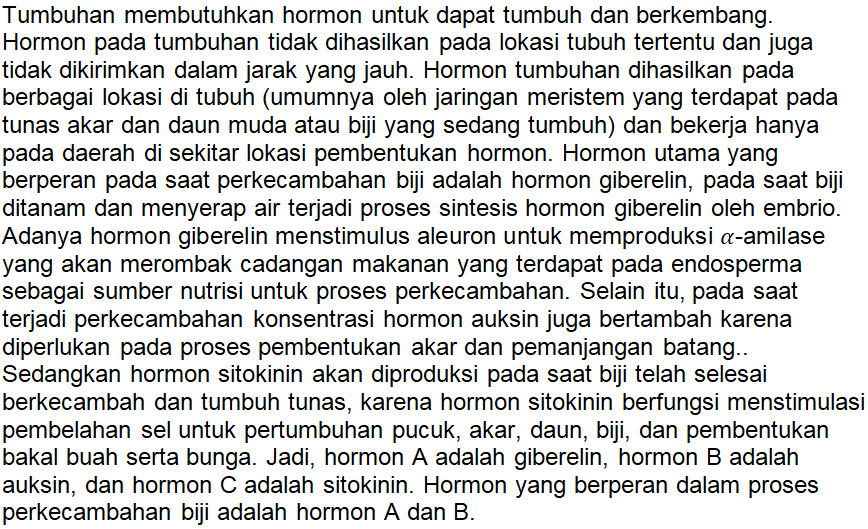 Tumbuhan membutuhkan hormon untuk dapat tumbuh dan berkembang.
Hormon pada tumbuhan tidak dihasilkan pada lokasi tubuh tertentu dan juga
tidak dikirimkan dalam jarak yang jauh. Hormon tumbuhan dihasilkan pada
berbagai lokasi di tubuh (umumnya oleh jaringan meristem yang terdapat pada
tunas akar dan daun muda atau biji yang sedang tumbuh) dan bekerja hanya
pada daerah di sekitar lokasi pembentukan hormon. Hormon utama yang
berperan pada saat perkecambahan biji adalah hormon giberelin, pada saat biji
ditanam dan menyerap air terjadi proses sintesis hormon giberelin oleh embrio.
Adanya hormon giberelin menstimulus aleuron untuk memproduksi α-amilase
yang akan merombak cadangan makanan yang terdapat pada endosperma
sebagai sumber nutrisi untuk proses perkecambahan. Selain itu, pada saat
terjadi perkecambahan konsentrasi hormon auksin juga bertambah karena
diperlukan pada proses pembentukan akar dan pemanjangan batang..
Sedangkan hormon sitokinin akan diproduksi pada saat biji telah selesai
berkecambah dan tumbuh tunas, karena hormon sitokinin berfungsi menstimulasi
pembelahan sel untuk pertumbuhan pucuk, akar, daun, biji, dan pembentukan
bakal buah serta bunga. Jadi, hormon A adalah giberelin, hormon B adalah
auksin, dan hormon C adalah sitokinin. Hormon yang berperan dalam proses
perkecambahan biji adalah hormon A dan B.